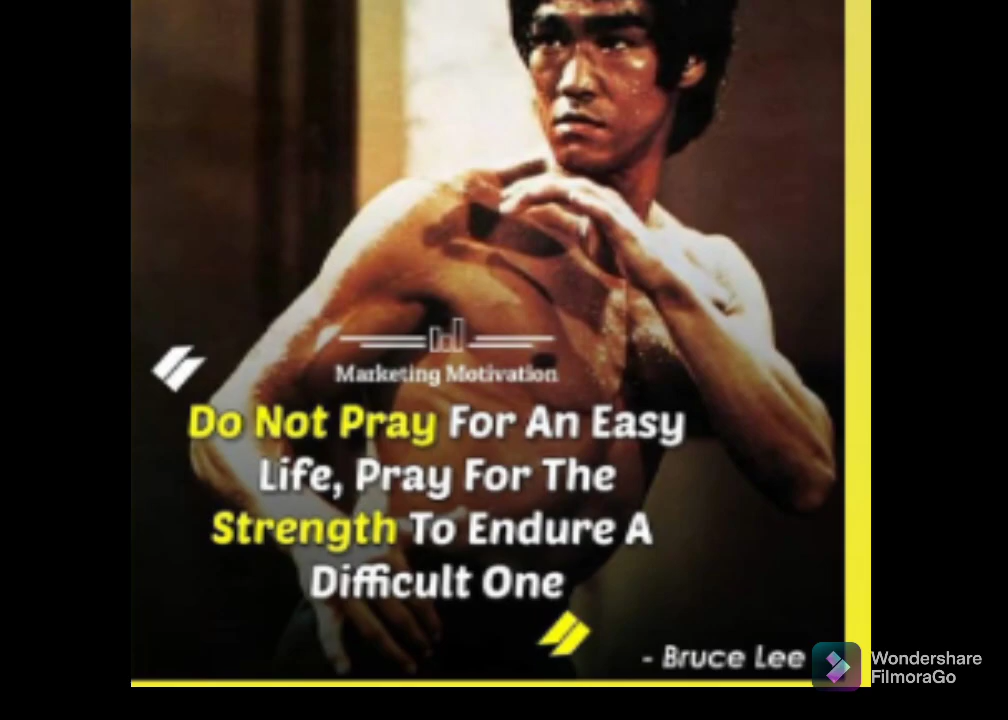 Marketing Motivation
Do Not Pray For An Easy
Life, Pray For The
Strength To Endure A
Difficult One
- Bruce Lee
Wondershare
FilmoraGo